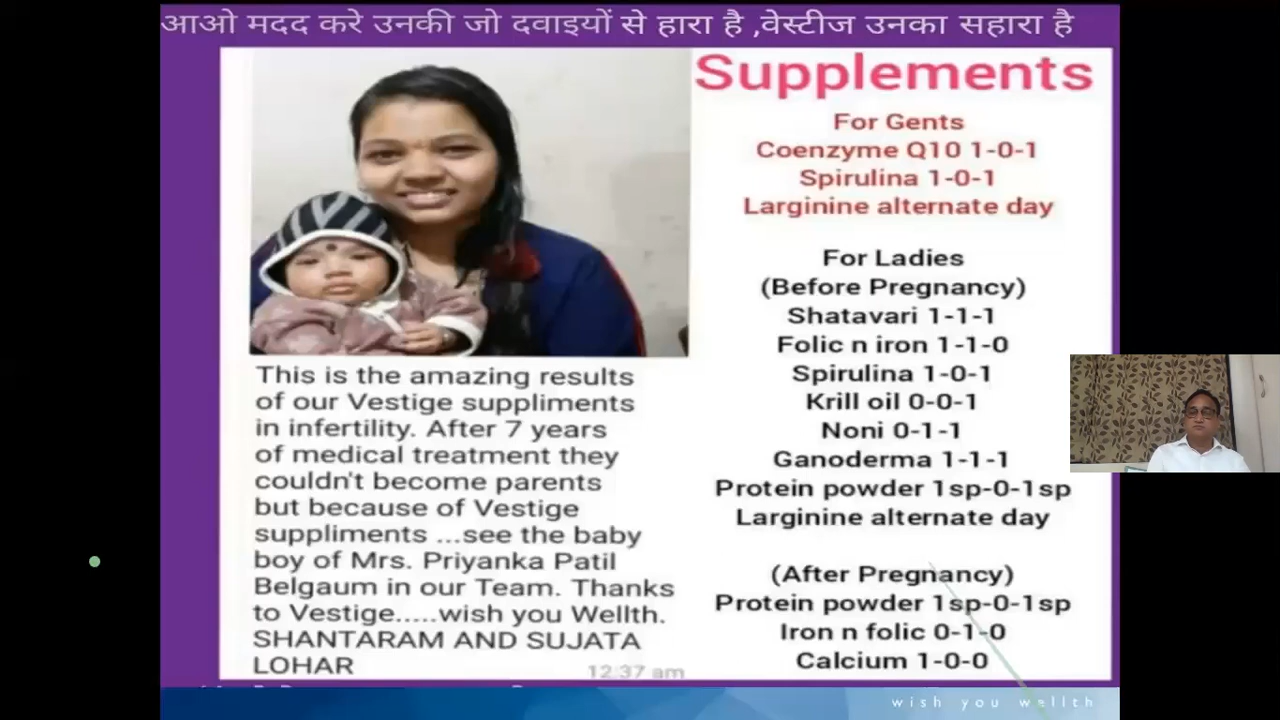 आओ मदद करे उनकी जो दवाइयों से हारा है ,वेस्टीज उनका सहारा है
Supplements
For Gents
Coenzyme Q10 1-0-1
Spirulina 1-0-1
Larginine alternate day
For Ladies
(Before Pregnancy)
Shatavari 1-1-1
Folic n iron 1-1-0
Spirulina 1-0-1
Krill oil 0-0-1
Noni 0-1-1
Ganoderma 1-1-1
Protein powder 1sp-0-1sp
Larginine alternate day
(After Pregnancy)
Protein powder 1sp-0-1sp
Iron n folic 0-1-0
Calcium 1-0-0
This is the amazing results
of our Vestige suppliments
in infertility. After 7 years
of medical treatment they
couldn't become parents
but because of Vestige
suppliments ...see the baby
boy of Mrs. Priyanka Patil
Belgaum in our Team. Thanks
to Vestige.....wish you Wellth.
SHANTARAM AND SUJATA
LOHAR
12:37 am
wish you wellth